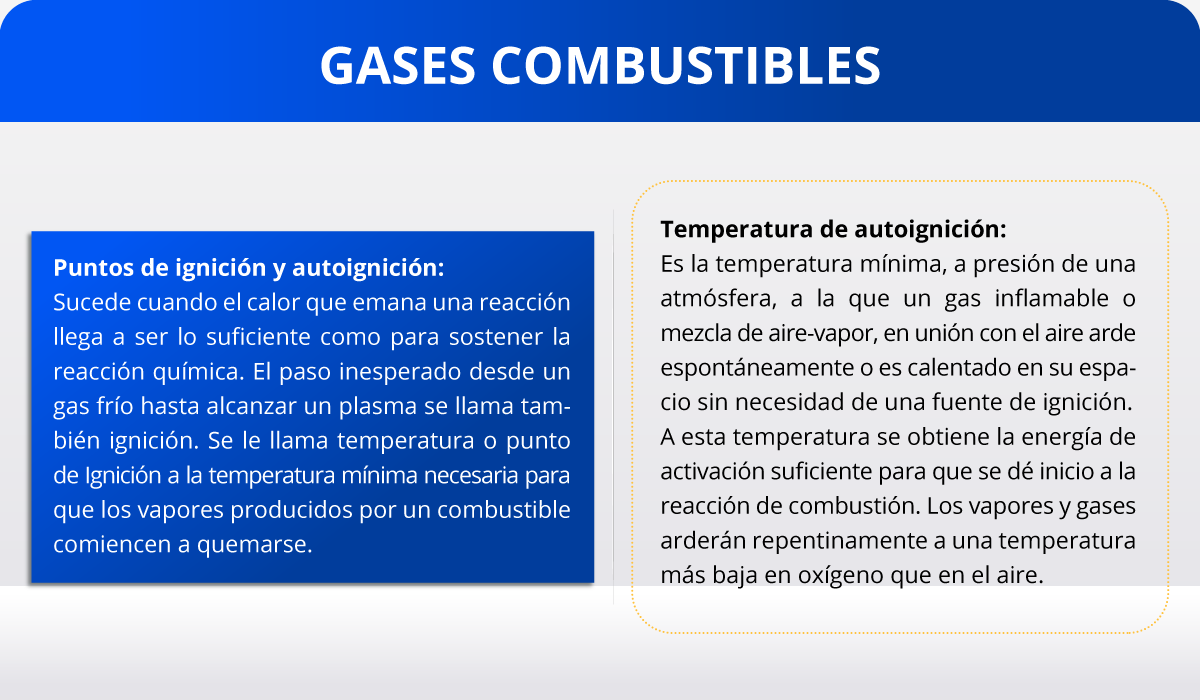 GASES COMBUSTIBLES
Puntos de ignición y autoignición:
Sucede cuando el calor que emana una reacción
llega a ser lo suficiente como para sostener la
reacción química. El paso inesperado desde un
gas frío hasta alcanzar un plasma se llama tam-
bién ignición. Se le llama temperatura o punto
de Ignición a la temperatura mínima necesaria para
que los vapores producidos por un combustible
comiencen a quemarse.
Temperatura de autoignición:
Es la temperatura mínima, a presión de una
atmósfera, a la que un gas inflamable o
mezcla de aire-vapor, en unión con el aire arde
espontáneamente o es calentado en su espa-
cio sin necesidad de una fuente de ignición.
A esta temperatura se obtiene la energía de
activación suficiente para que se dé inicio a la
reacción de combustión. Los vapores y gases
arderán repentinamente a una temperatura
más baja en oxígeno que en el aire.